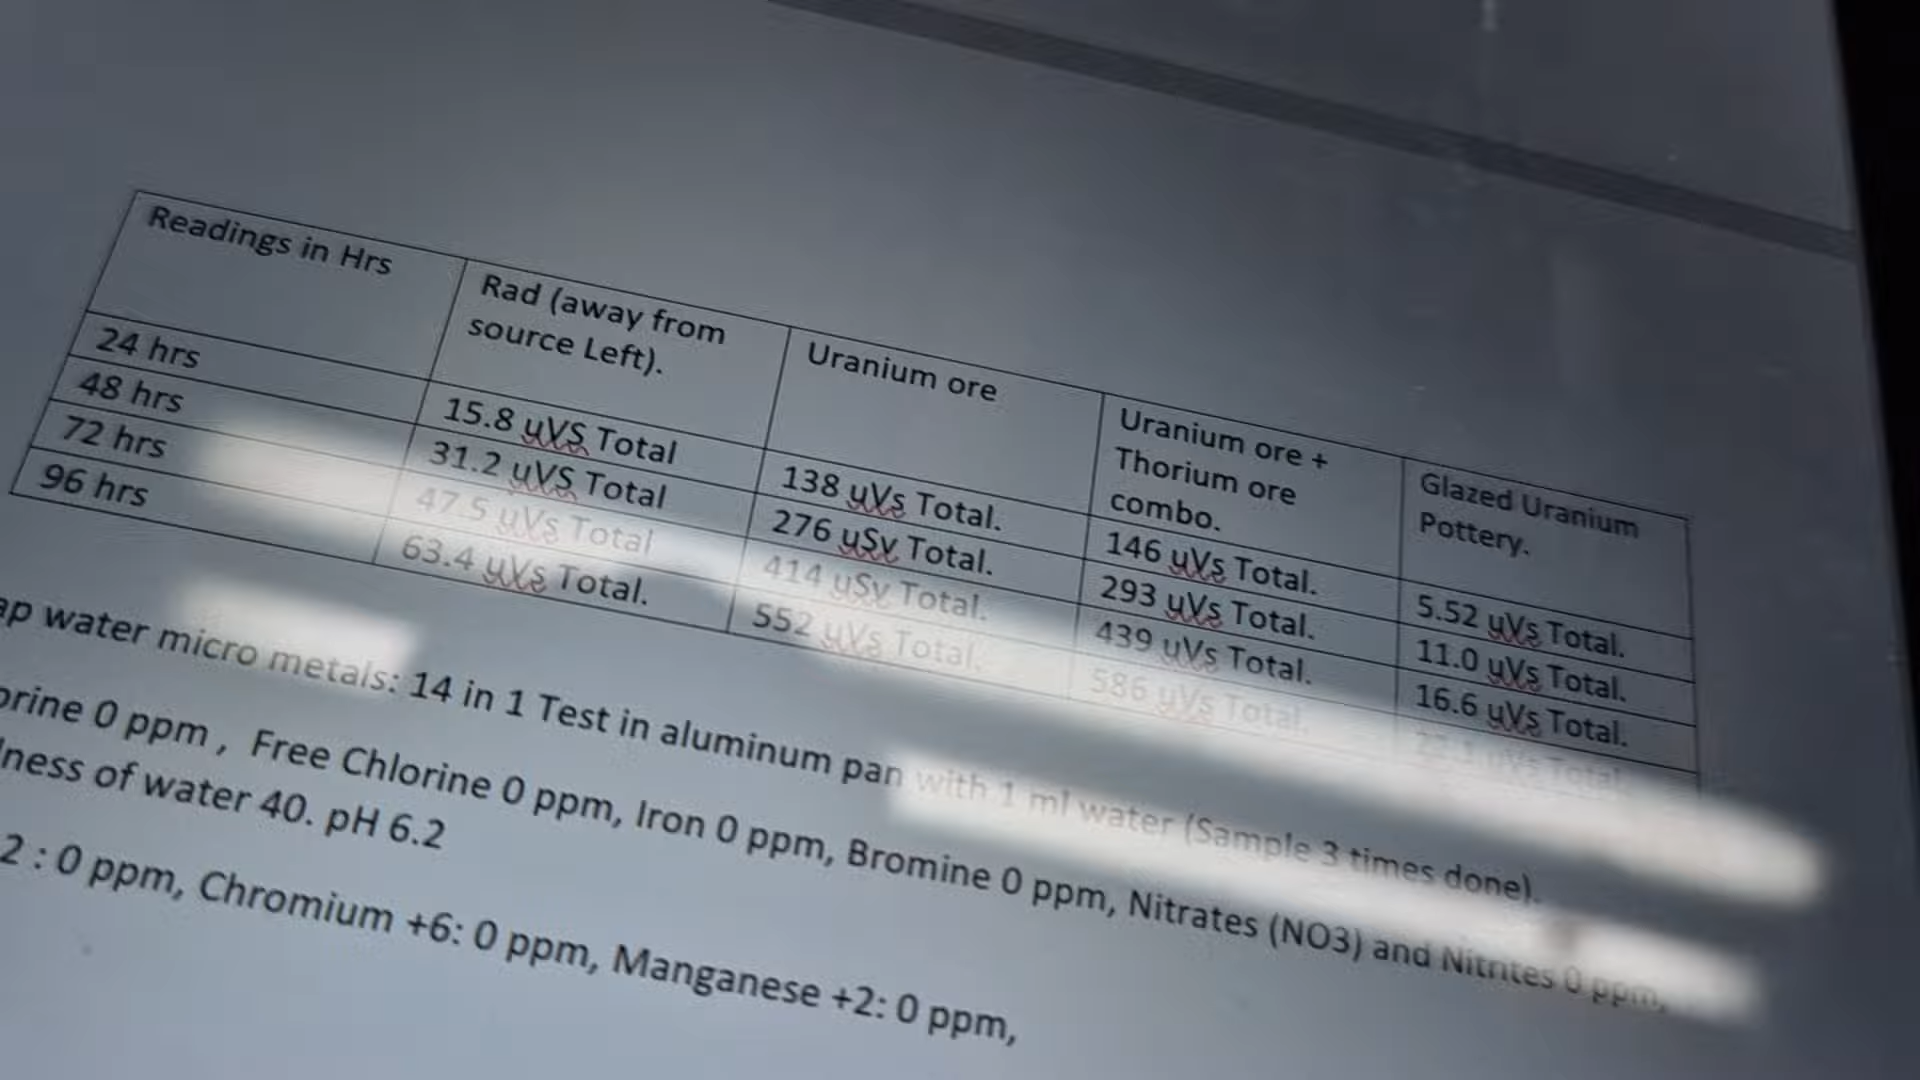 Readings in Hrs
Rad (away from
source Left).
Uranium ore
Uranium ore +
Thorium ore
combo.
Glazed Uranium
Pottery.
24 hrs
15.8 uVS Total
138 uVs Total.
146 uVs Total.
5.52 uVs Total.
48 hrs
31.2 uVS Total
276 uSv Total.
293 uVs Total.
11.0 uVs Total.
72 hrs
47.5 uVs Total
414 uSv Total.
439 uVs Total.
16.6 uVs Total.
96 hrs
63.4 uVs Total.
552 uVs Total.
586 uVs Total.
uVs Total
water micro metals: 14 in 1 Test in aluminum pan with 1 ml water (Sample 3 times done).
0 ppm , Free Chlorine 0 ppm, Iron 0 ppm, Bromine 0 ppm, Nitrates (NO3) and Nitrites 0 ppm,
of water 40. pH 6.2
2 : 0 ppm, Chromium +6: 0 ppm, Manganese +2: 0 ppm,